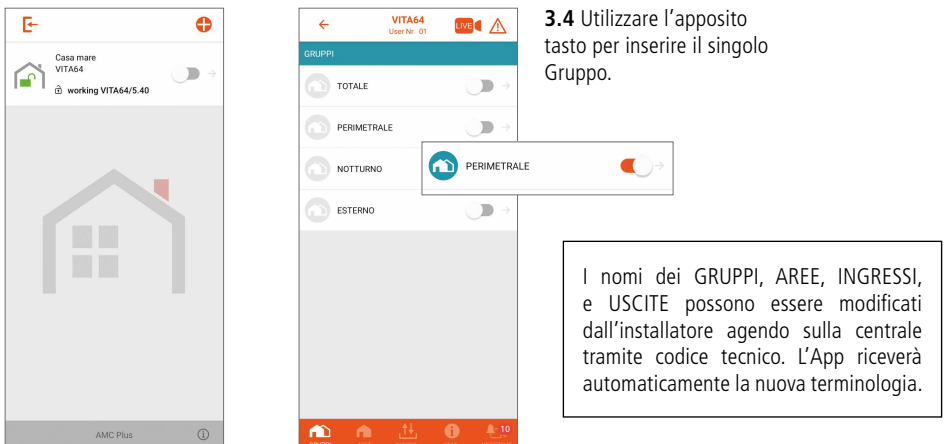 Casa mare
VITA64
working VITA64/5.40
AMC Plus
VITA64
User Nr 01
LIVE
GRUPPI
TOTALE
PERIMETRALE
NOTTURNO
ESTERNO
PERIMETRALE
10
3.4 Utilizzare l'apposito
tasto per inserire il singolo
Gruppo.
I nomi dei GRUPPI, AREE, INGRESSI,
e USCITE possono essere modificati
dall'installatore agendo sulla centrale
tramite codice tecnico. L'App riceverà
automaticamente la nuova terminologia.